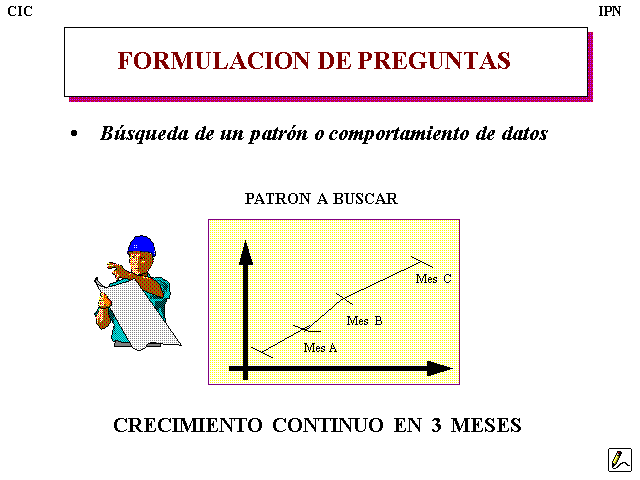 CIC IPN
FORMULACION DE PREGUNTAS
• Búsqueda de un patrón o comportamiento de datos
PATRON A BUSCAR
Mes C
Mes B
Mes A
CRECIMIENTO CONTINUO EN 3 MESES